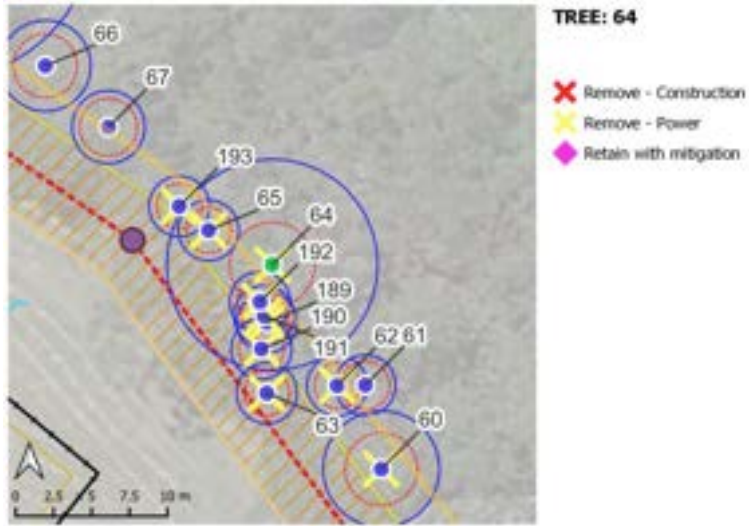 TREE: 64
Remove - Construction
Remove - Power
Retain with mitigation
66
67
193
65
64
192
189
190
191
62
61
63
60
0 2.5 5 7.5 10 m